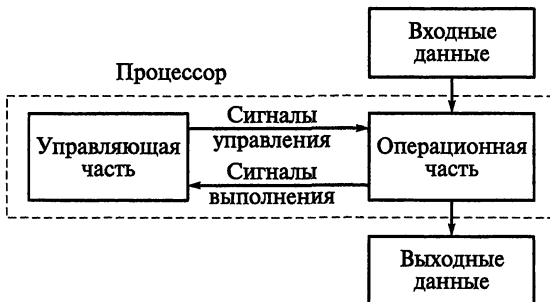 Входные
данные
Процессор
Управляющая
часть
Сигналы
управления
Сигналы
выполнения
Операционная
часть
Выходные
данные